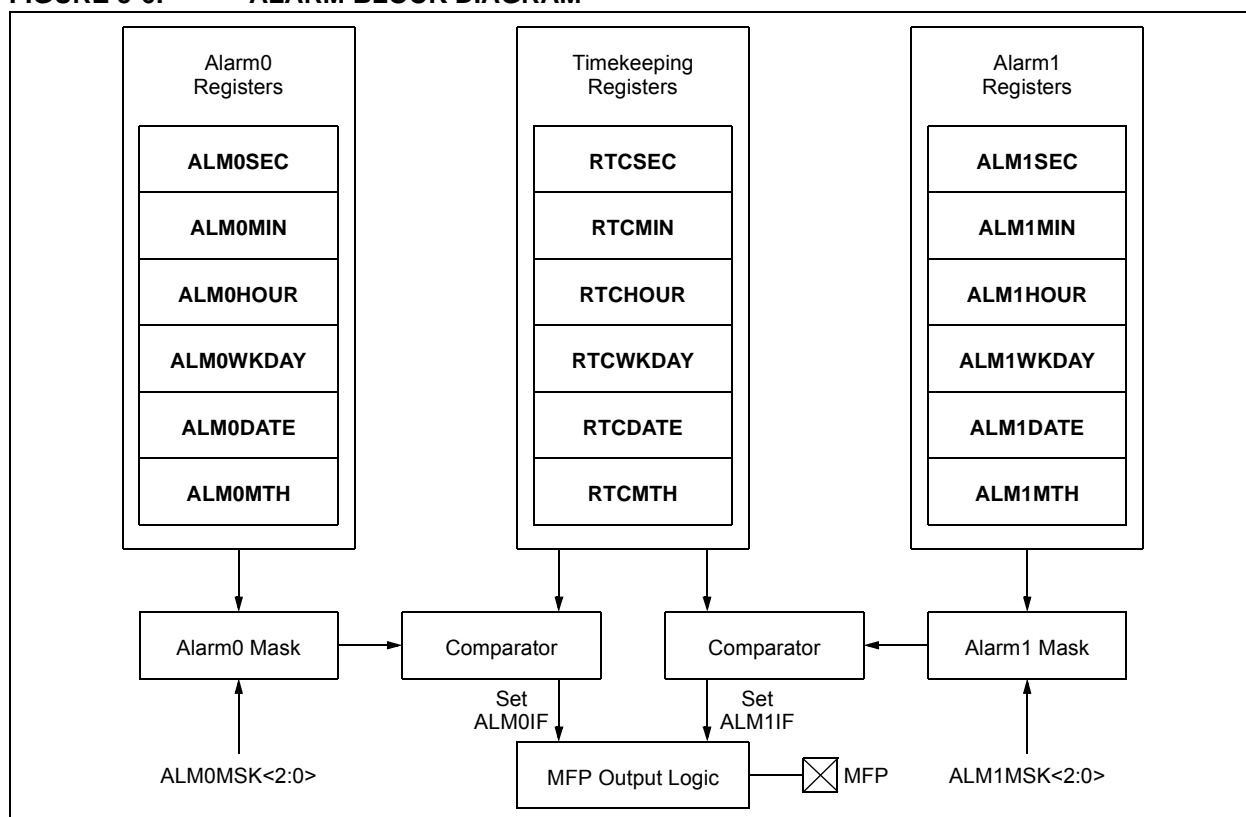 Alarm0
Registers
ALM0SEC
ALM0MIN
ALM0HOUR
ALM0WKDAY
ALM0DATE
ALM0MTH
Timekeeping
Registers
RTCSEC
RTCMIN
RTCHOUR
RTCWKDAY
RTCDATE
RTCMTH
Alarm1
Registers
ALM1SEC
ALM1MIN
ALM1HOUR
ALM1WKDAY
ALM1DATE
ALM1MTH
Alarm0 Mask
Comparator
Comparator
Alarm1 Mask
Set
ALM0IF
Set
ALM1IF
ALM0MSK<2:0>
MFP Output Logic
MFP
ALM1MSK<2:0>